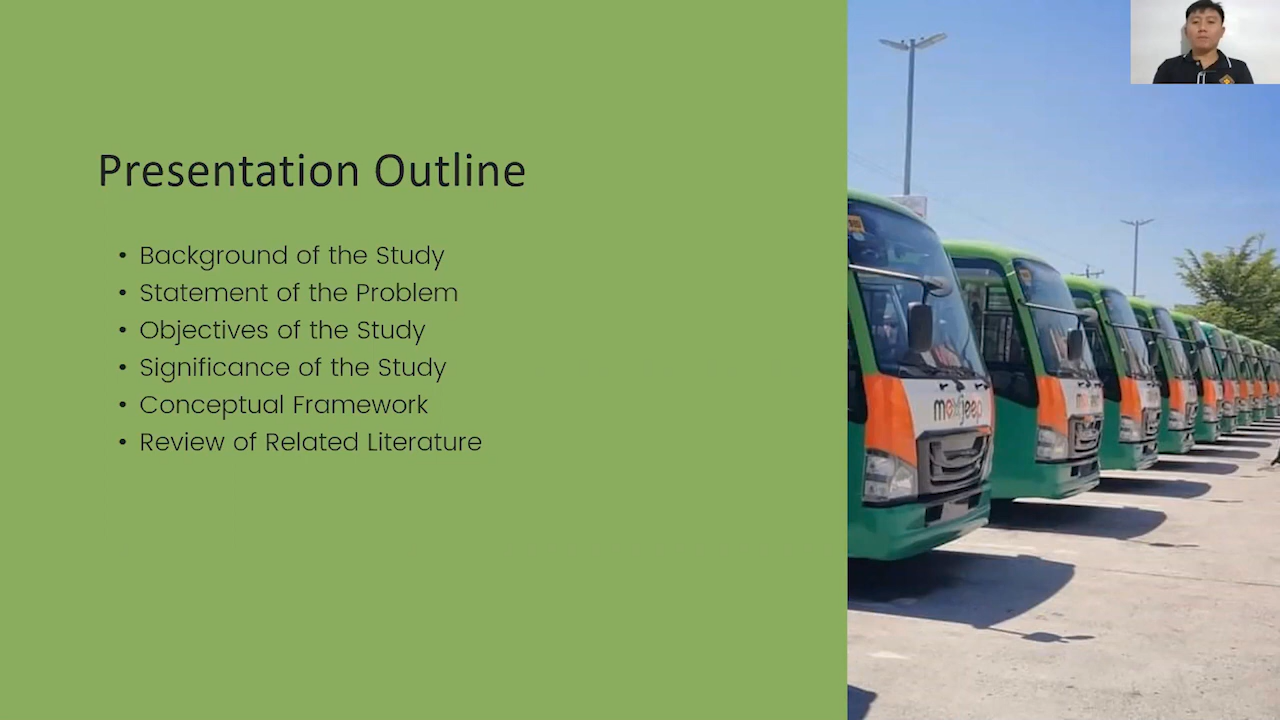 Presentation Outline
• Background of the Study
• Statement of the Problem
• Objectives of the Study
• Significance of the Study
• Conceptual Framework
• Review of Related Literature